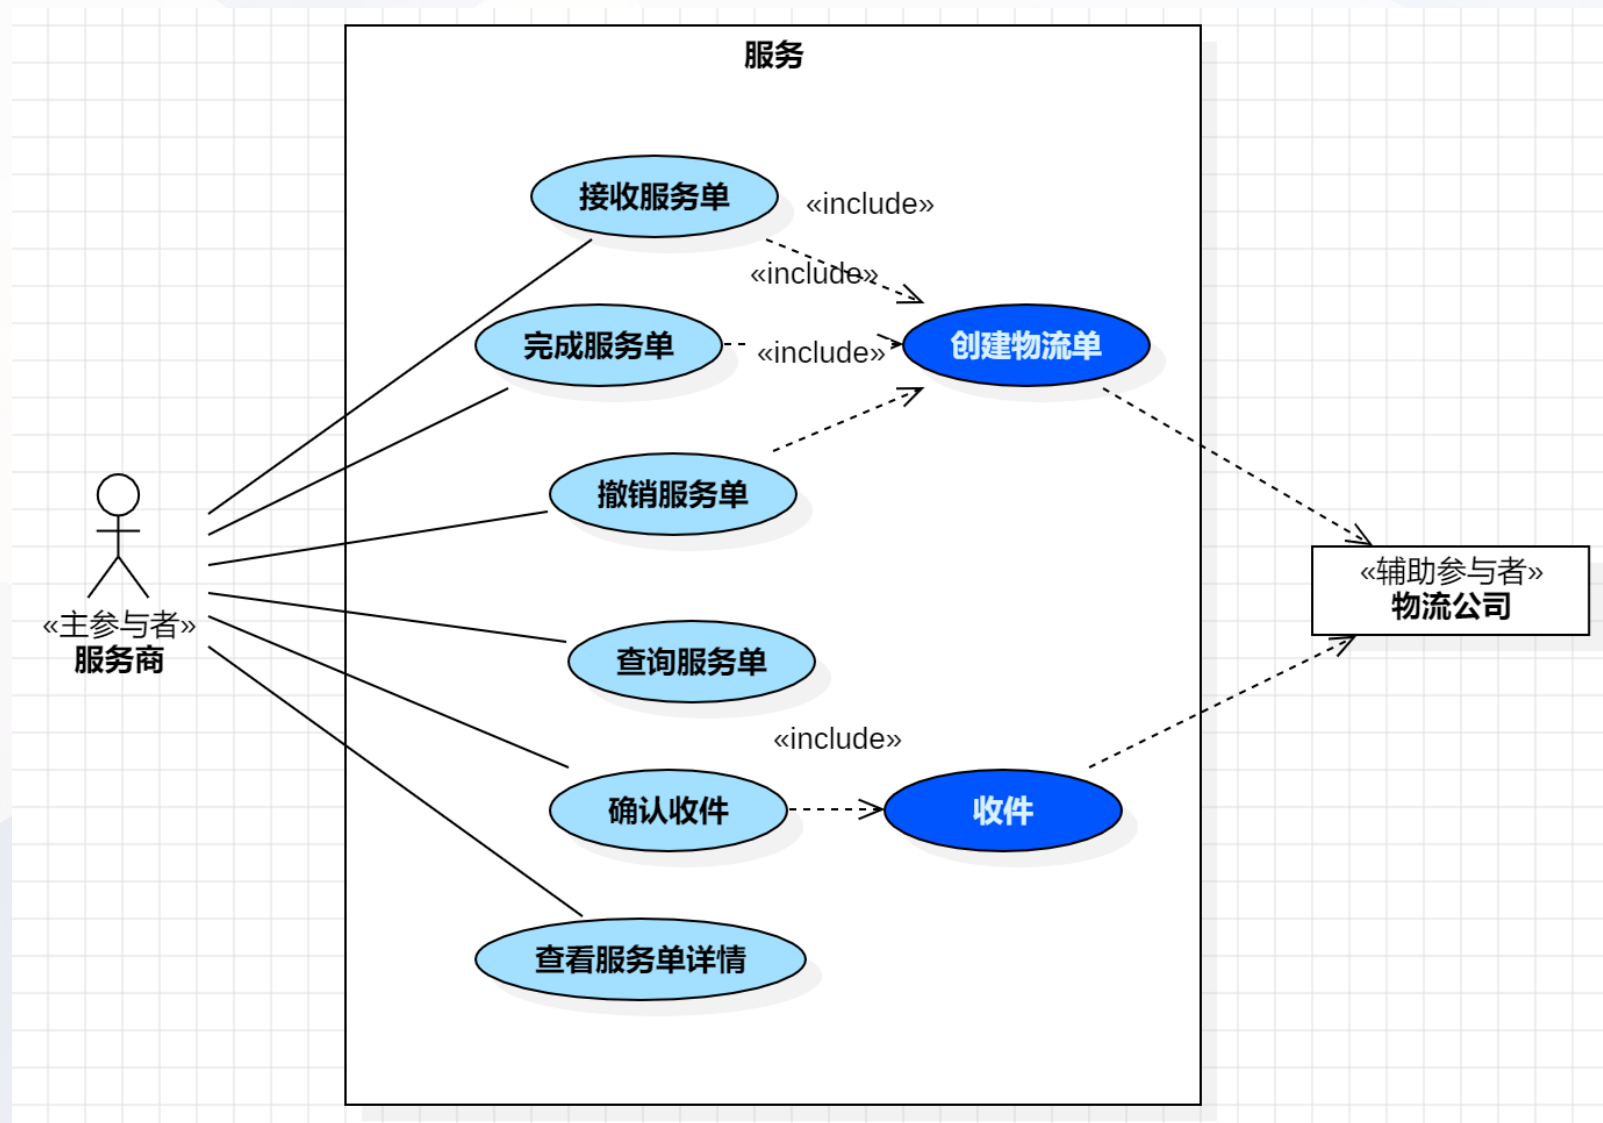 服务
接收服务单
«include»
«include»
完成服务单
«include»
创建物流单
撤销服务单
«主参与者»
服务商
«辅助参与者»
物流公司
查询服务单
«include»
确认收件
收件
查看服务单详情